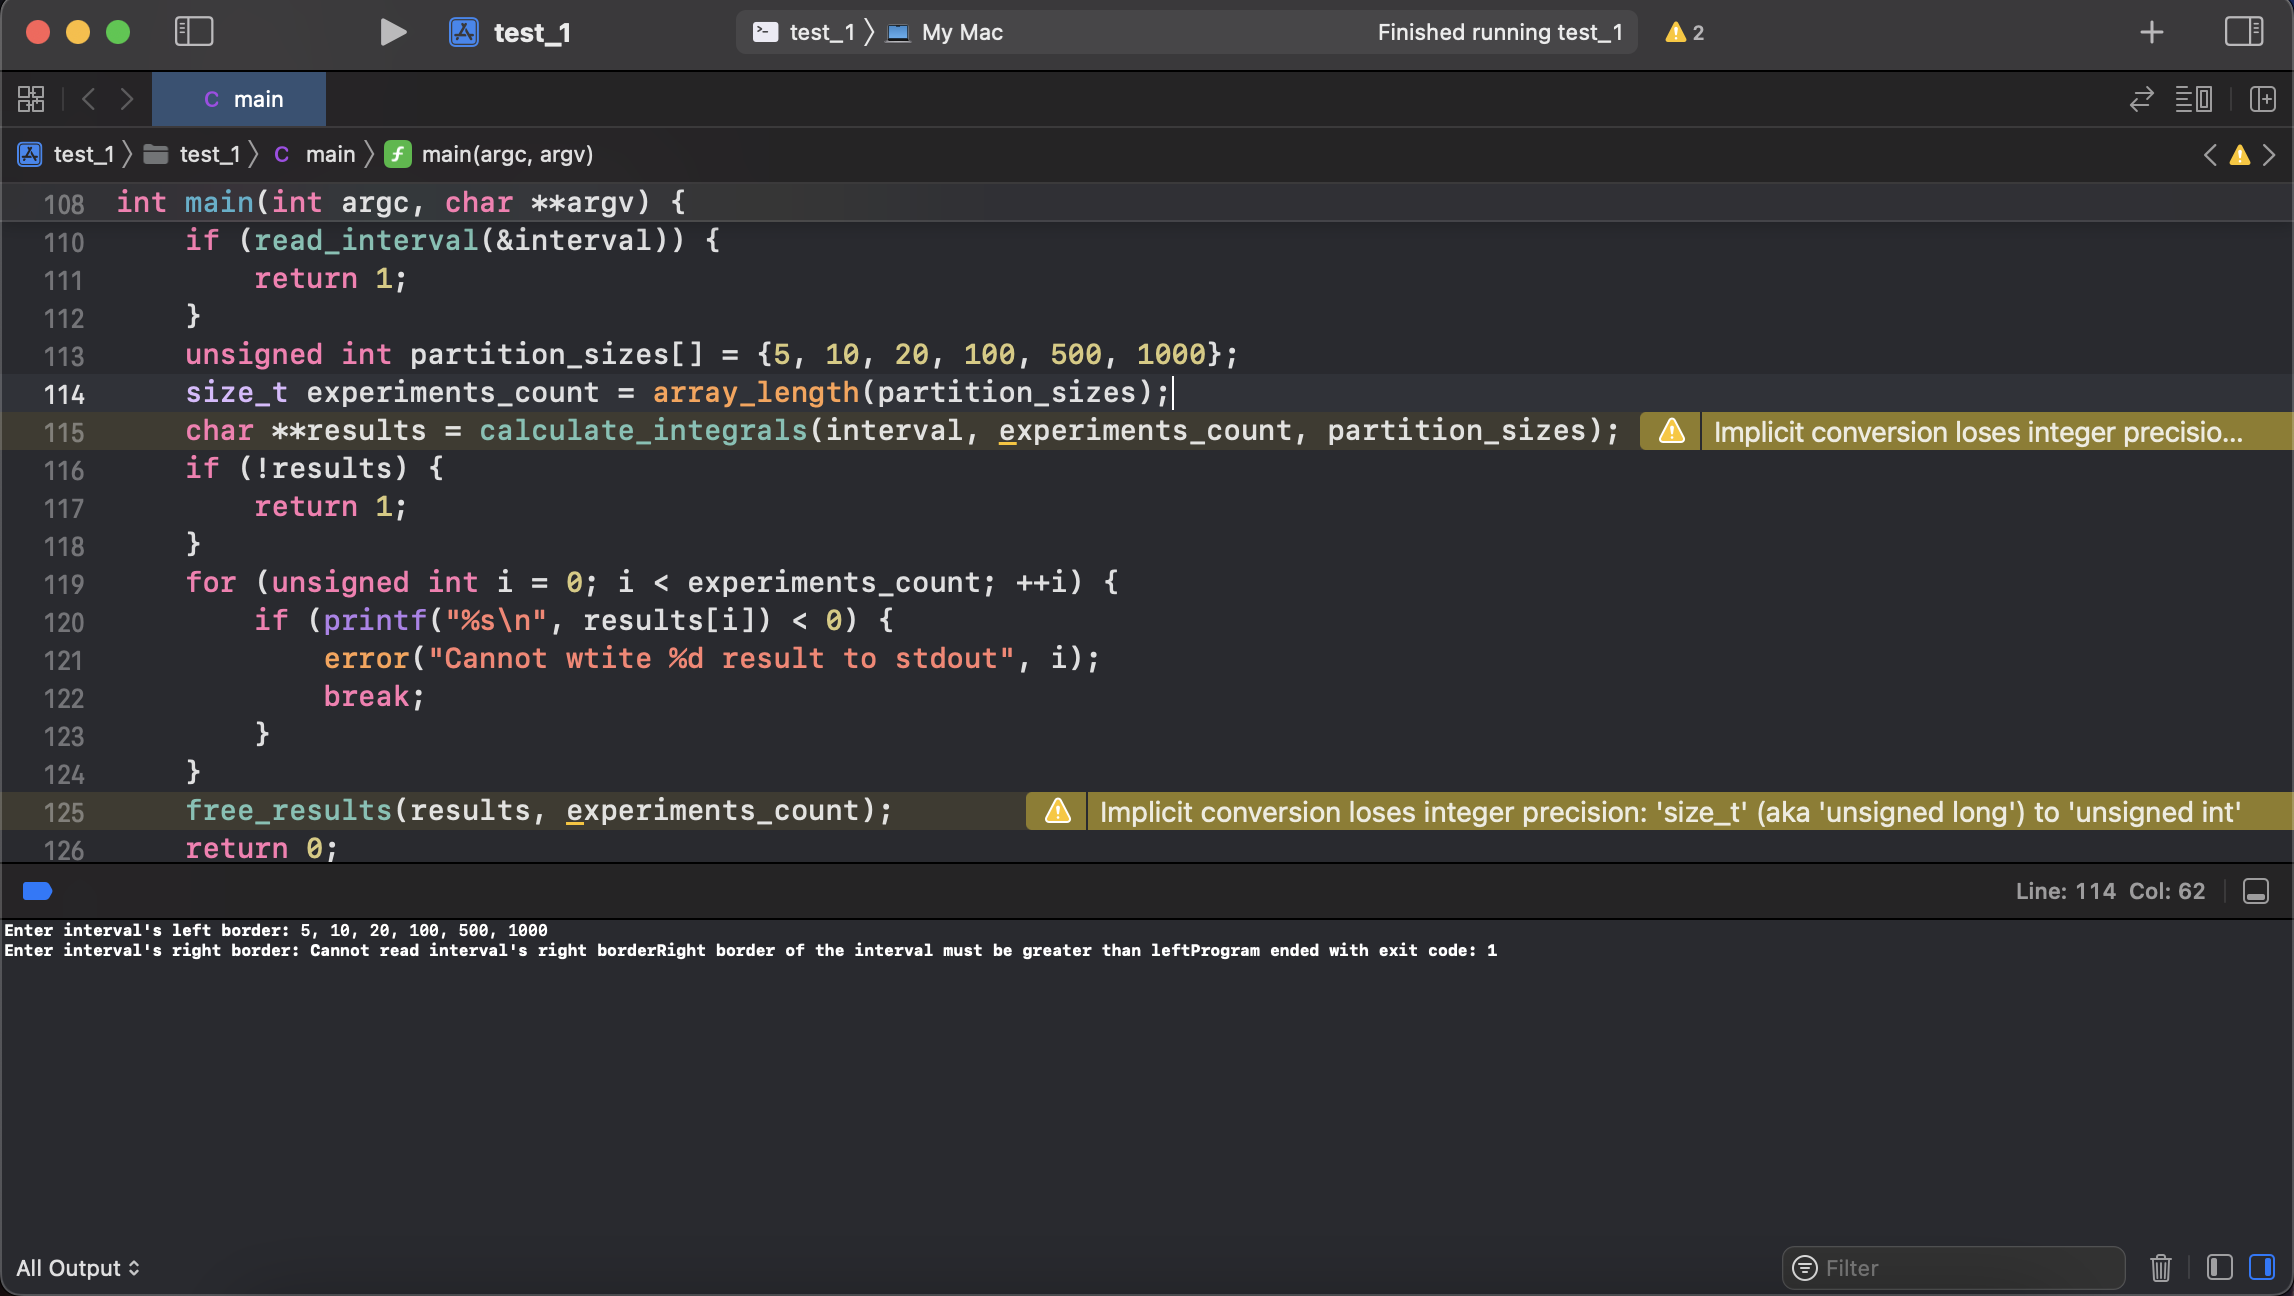 test_1
test_1 My Mac Finished running test_1 2
C main
test_1 test_1 C main f main(argc, argv)
108 int main(int argc, char **argv) {
110 if (read_interval(&interval)) {
111 return 1;
112 }
113 unsigned int partition_sizes[] = {5, 10, 20, 100, 500, 1000};
114 size_t experiments_count = array_length(partition_sizes);
115 char **results = calculate_integrals(interval, experiments_count, partition_sizes); Implicit conversion loses integer precisio...
116 if (!results) {
117 return 1;
118 }
119 for (unsigned int i = 0; i < experiments_count; ++i) {
120 if (printf("%s\n", results[i]) < 0) {
121 error("Cannot wtite %d result to stdout", i);
122 break;
123 }
124 }
125 free_results(results, experiments_count); Implicit conversion loses integer precision: 'size_t' (aka 'unsigned long') to 'unsigned int'
126 return 0;
Line: 114 Col: 62
Enter interval's left border: 5, 10, 20, 100, 500, 1000
Enter interval's right border: Cannot read interval's right borderRight border of the interval must be greater than leftProgram ended with exit code: 1
All Output
Filter